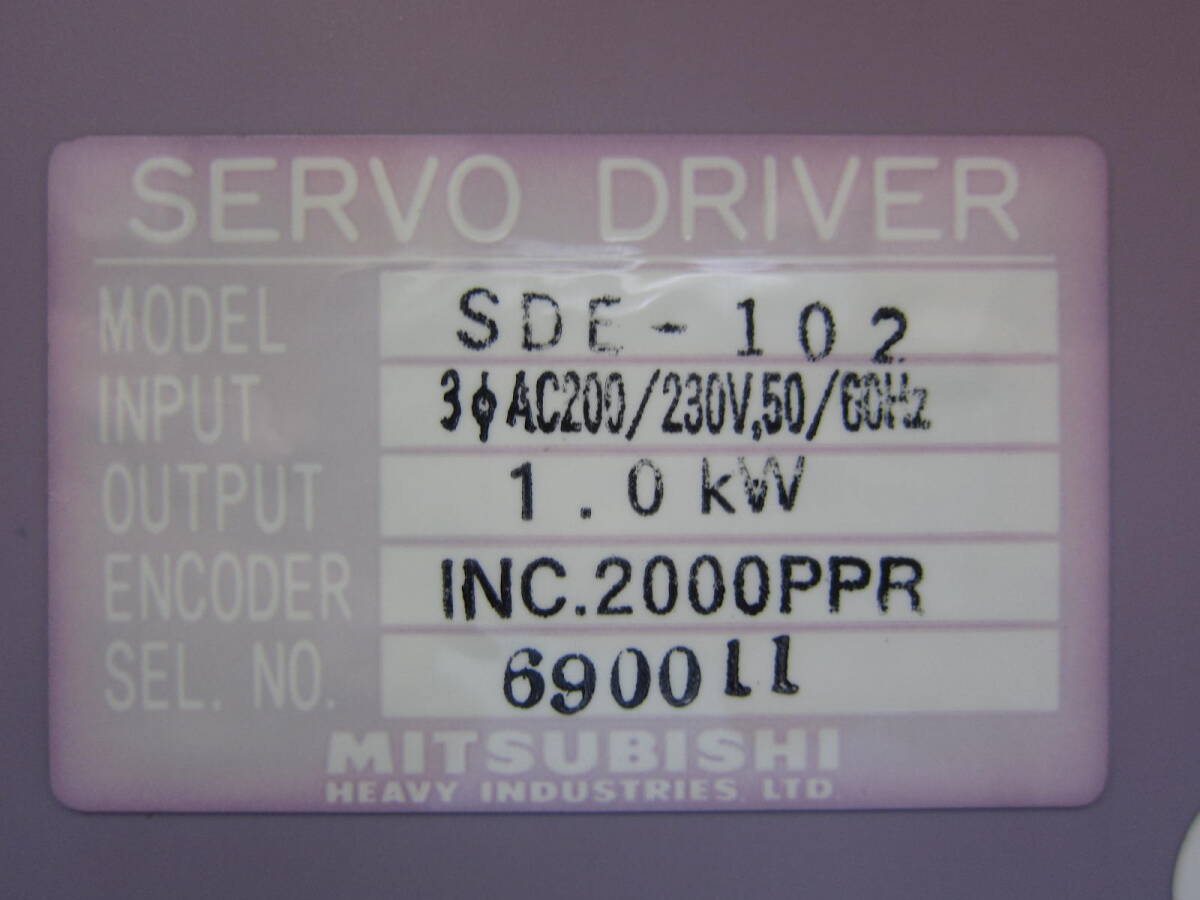 SERVO DRIVER
MODEL SDE-102
INPUT 3φAC200/230V,50/60Hz
OUTPUT 1.0kW
ENCODER INC.2000PPR
SEL. NO. 690011
MITSUBISHI
HEAVY INDUSTRIES, LTD